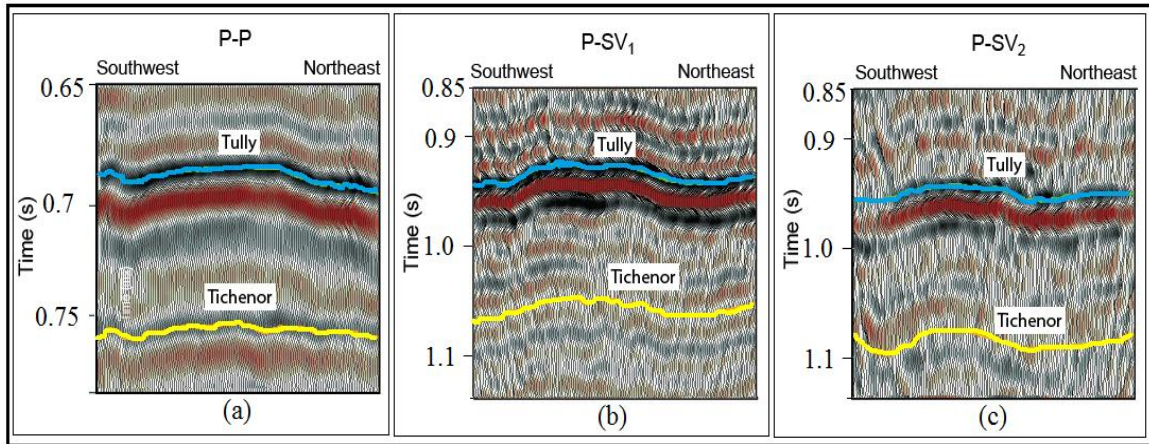 P-P
Southwest Northeast
0.65
0.7
0.75
Time (s)
Tully
Tichenor
(a)
P-SV1
Southwest Northeast
0.85
0.9
1.0
1.1
Time (s)
Tully
Tichenor
(b)
P-SV2
Southwest Northeast
0.85
0.9
1.0
1.1
Time (s)
Tully
Tichenor
(c)